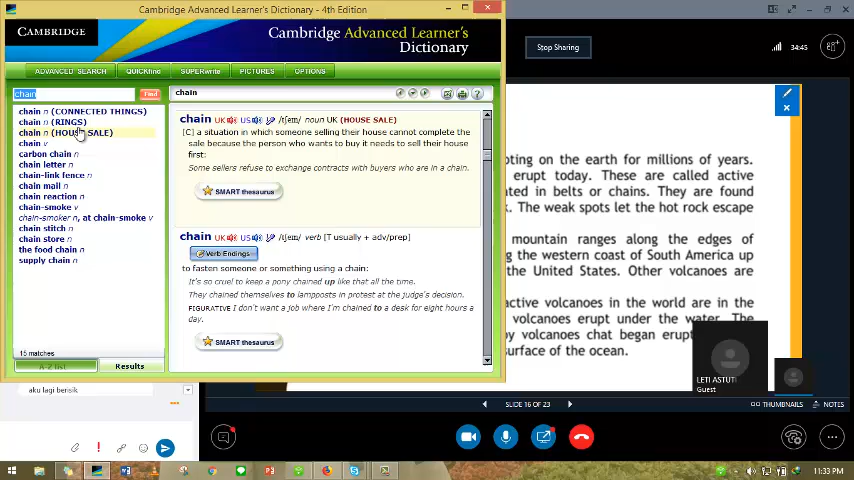 Cambridge Advanced Learner's Dictionary - 4th Edition
CAMBRIDGE
Cambridge Advanced Learner's
Dictionary
ADVANCED SEARCH
QUICKfind
SUPERwrite
PICTURES
OPTIONS
chain
Find
chain
chain n (CONNECTED THINGS)
chain n (RINGS)
chain n (HOUSE SALE)
chain v
carbon chain n
chain letter n
chain-link fence n
chain mail n
chain reaction n
chain-smoke v
chain-smoker n, at chain-smoke v
chain stitch n
chain store n
the food chain n
supply chain n
15 matches
A-Z list
Results
chain UK US /tʃeɪn/ noun UK (HOUSE SALE)
[C] a situation in which someone selling their house cannot complete the
sale because the person who wants to buy it needs to sell their house
first:
Some sellers refuse to exchange contracts with buyers who are in a chain.
SMART thesaurus
chain UK US /tʃeɪn/ verb [T usually + adv/prep]
Verb Endings
to fasten someone or something using a chain:
It's so cruel to keep a pony chained up like that all the time.
They chained themselves to lampposts in protest at the judge's decision.
FIGURATIVE I don't want a job where I'm chained to a desk for eight hours a
day.
SMART thesaurus
Stop Sharing
34:45
pting on the earth for millions of years.
erupt today. These are called active
ated in belts or chains. They are found
k. The weak spots let the hot rock escape
mountain ranges along the edges of
g the western coast of South America up
the United States. Other volcanoes are
active volcanoes in the world are in the
volcanoes erupt under the water. The
by volcanoes chat began erupt
surface of the ocean.
LETI ASTUTI
Guest
aku lagi berisik
SLIDE 16 OF 23
THUMBNAILS
NOTES
11:33 PM